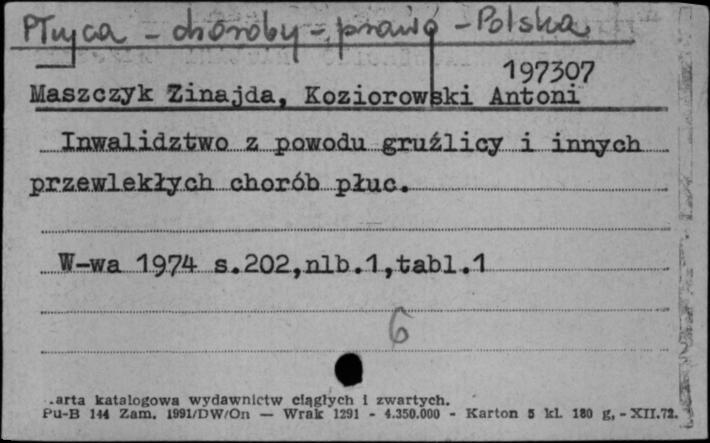 Płuca - choroby - prawo - Polska
197307
Maszczyk Zinajda, Koziorowski Antoni
Inwalidztwo z powodu gruźlicy i innych
przewlekłych chorób płuc.
W-wa 1974 s.202,nlb.1,tabl.1
6
.arta katalogowa wydawnictw ciągłych i zwartych.
Pu-B 144 Zam. 1991/DW/On — Wrak 1291 - 4.350.000 - Karton 5 kl. 180 g, - XII.72.